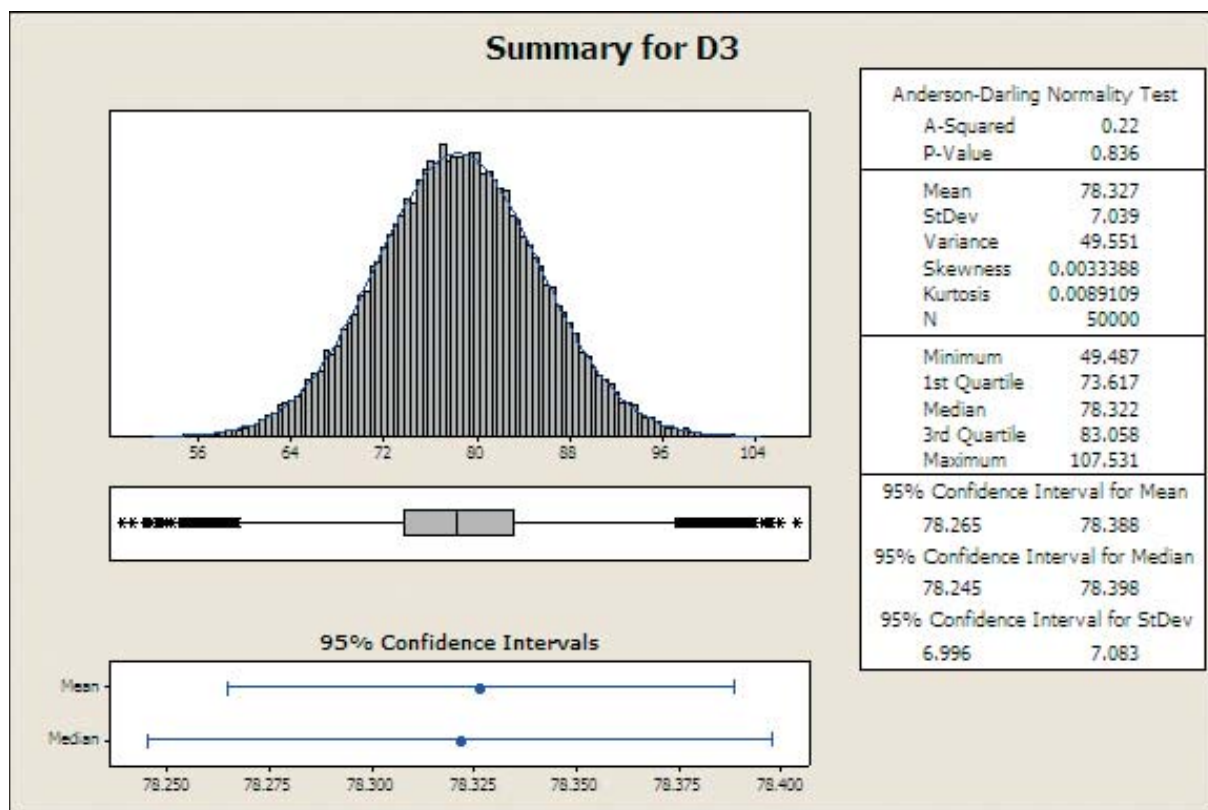 Summary for D3
56 64 72 80 88 96 104
95% Confidence Intervals
Mean
Median
78.250 78.275 78.300 78.325 78.350 78.375 78.400
Anderson-Darling Normality Test
A-Squared 0.22
P-Value 0.836
Mean 78.327
StDev 7.039
Variance 49.551
Skewness 0.0033388
Kurtosis 0.0089109
N 50000
Minimum 49.487
1st Quartile 73.617
Median 78.322
3rd Quartile 83.058
Maximum 107.531
95% Confidence Interval for Mean
78.265 78.388
95% Confidence Interval for Median
78.245 78.398
95% Confidence Interval for StDev
6.996 7.083